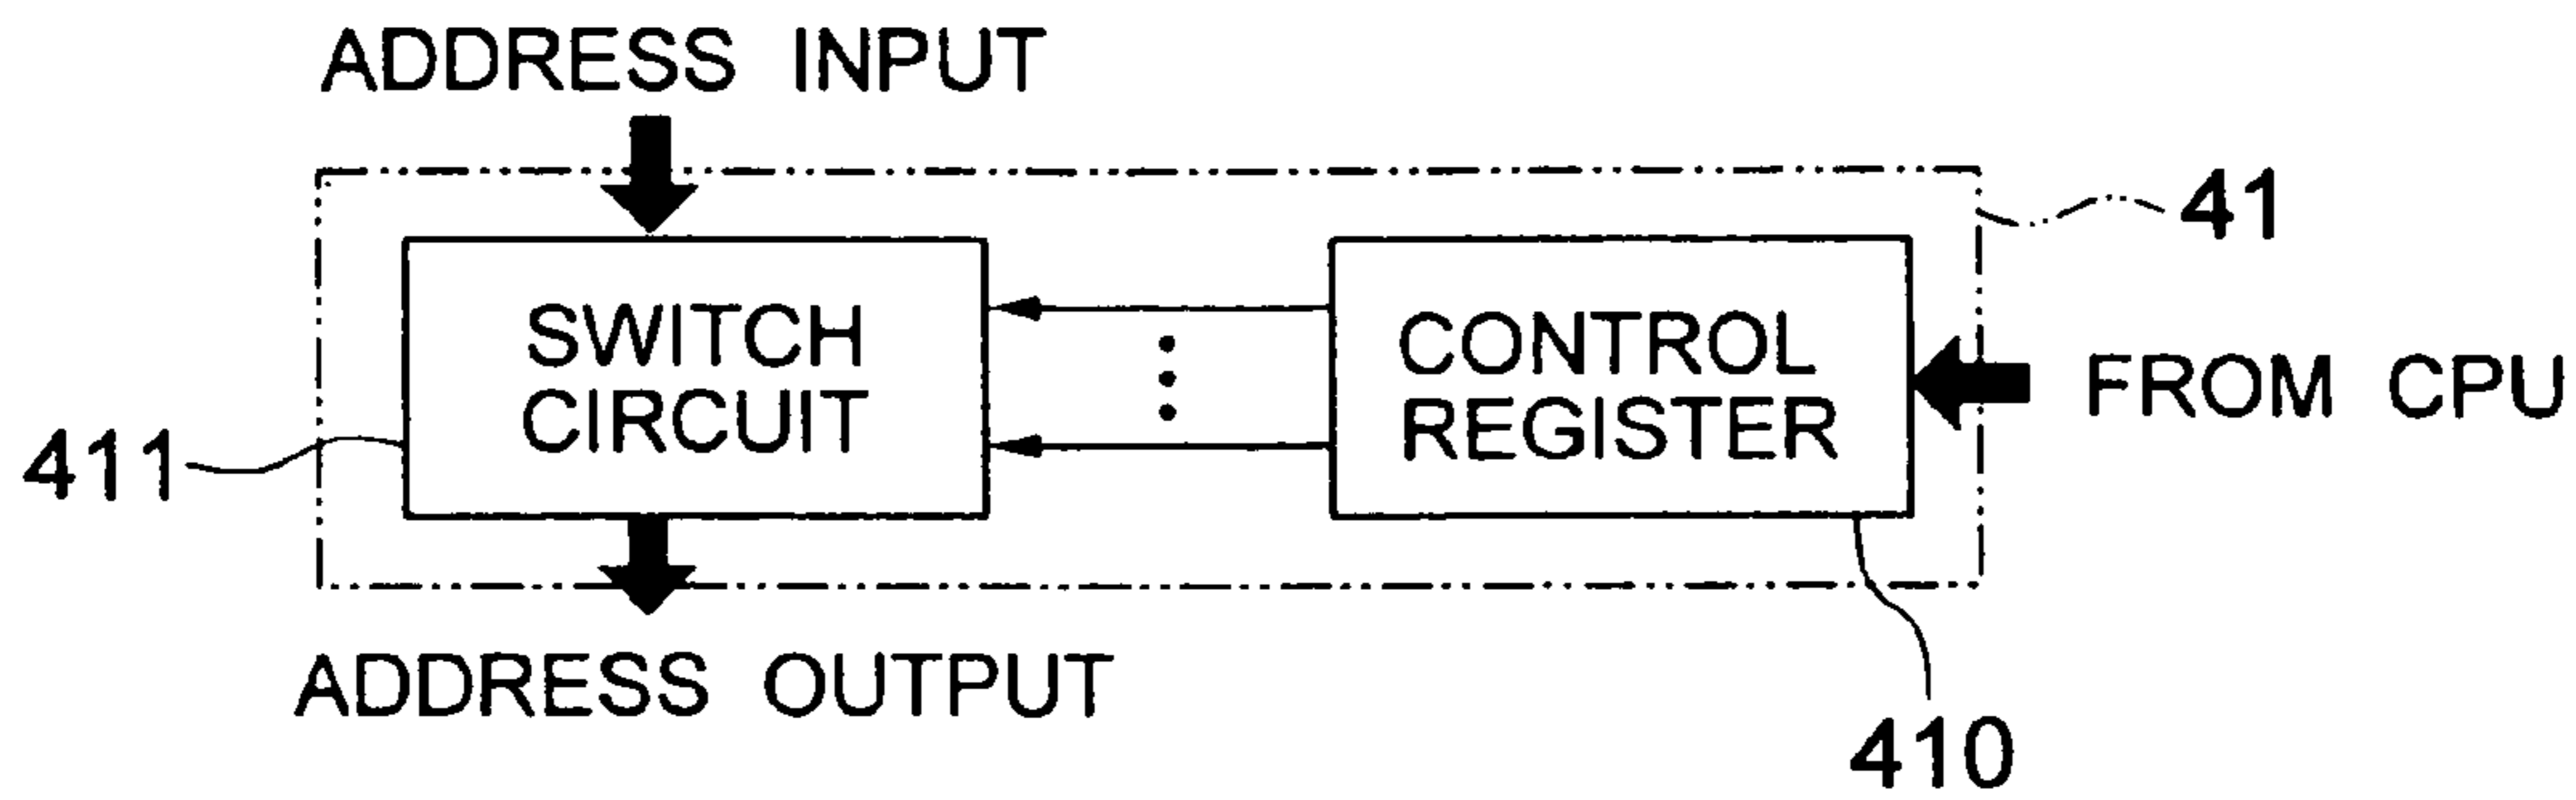 ADDRESS INPUT
41
SWITCH
CIRCUIT
CONTROL
REGISTER
FROM CPU
411
ADDRESS OUTPUT
410